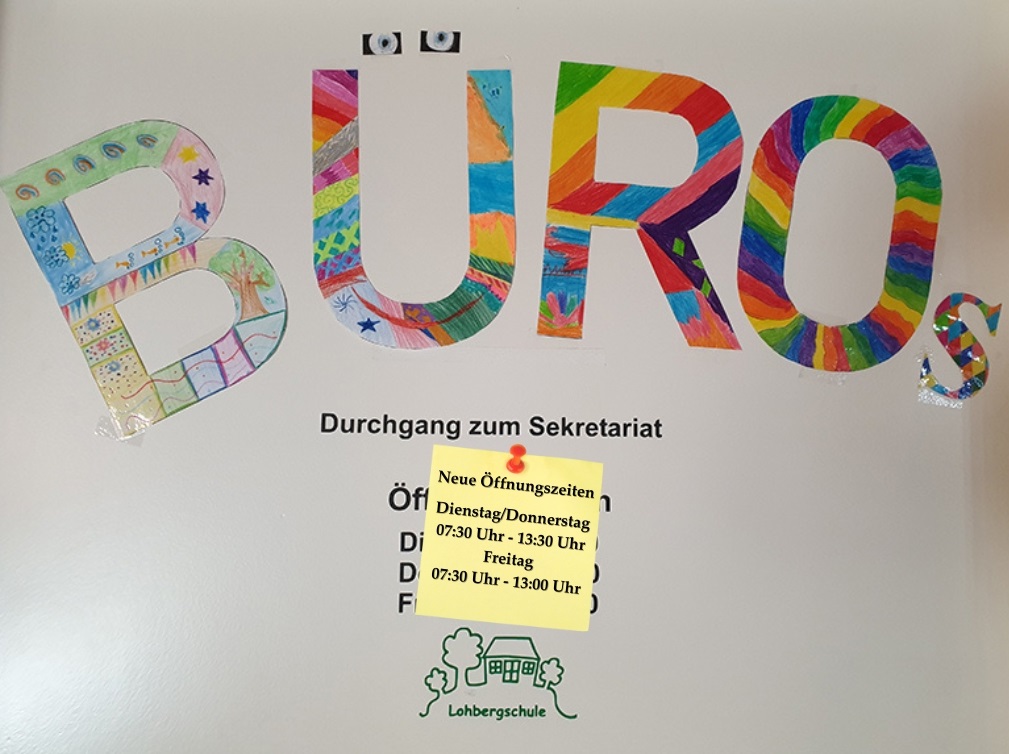 BÜROs
Durchgang zum Sekretariat
Neue Öffnungszeiten
Dienstag/Donnerstag
07:30 Uhr - 13:30 Uhr
Freitag
07:30 Uhr - 13:00 Uhr
Lohbergschule